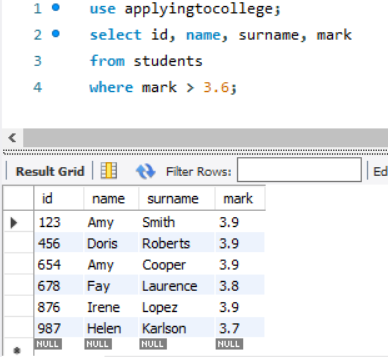 1 use applyingtocollege;
2 select id, name, surname, mark
3 from students
4 where mark > 3.6;
Result Grid Filter Rows: Ed
id name surname mark
123 Amy Smith 3.9
456 Doris Roberts 3.9
654 Amy Cooper 3.9
678 Fay Laurence 3.8
876 Irene Lopez 3.9
987 Helen Karlson 3.7
NULL NULL NULL NULL